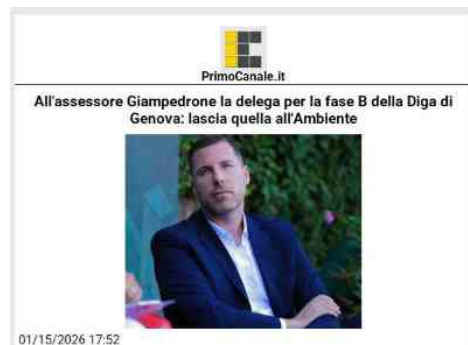 PrimoCanale.it
All'assessore Giampedrone la delega per la fase B della Diga di
Genova: lascia quella all'Ambiente
01/15/2026 17:52